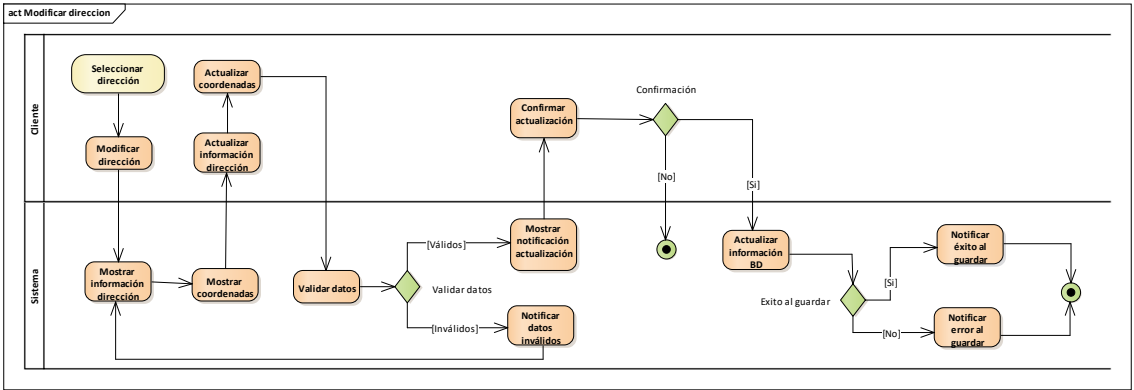 act Modificar direccion
Cliente
Seleccionar
dirección
Modificar
dirección
Actualizar
coordenadas
Actualizar
información
dirección
Confirmar
actualización
Confirmación
[No]
[Si]
Sistema
Mostrar
información
dirección
Mostrar
coordenadas
Validar datos
[Válidos]
Validar datos
[Inválidos]
Mostrar
notificación
actualización
Notificar
datos
inválidos
Actualizar
información
BD
Exito al guardar
[Si]
[No]
Notificar
éxito al
guardar
Notificar
error al
guardar